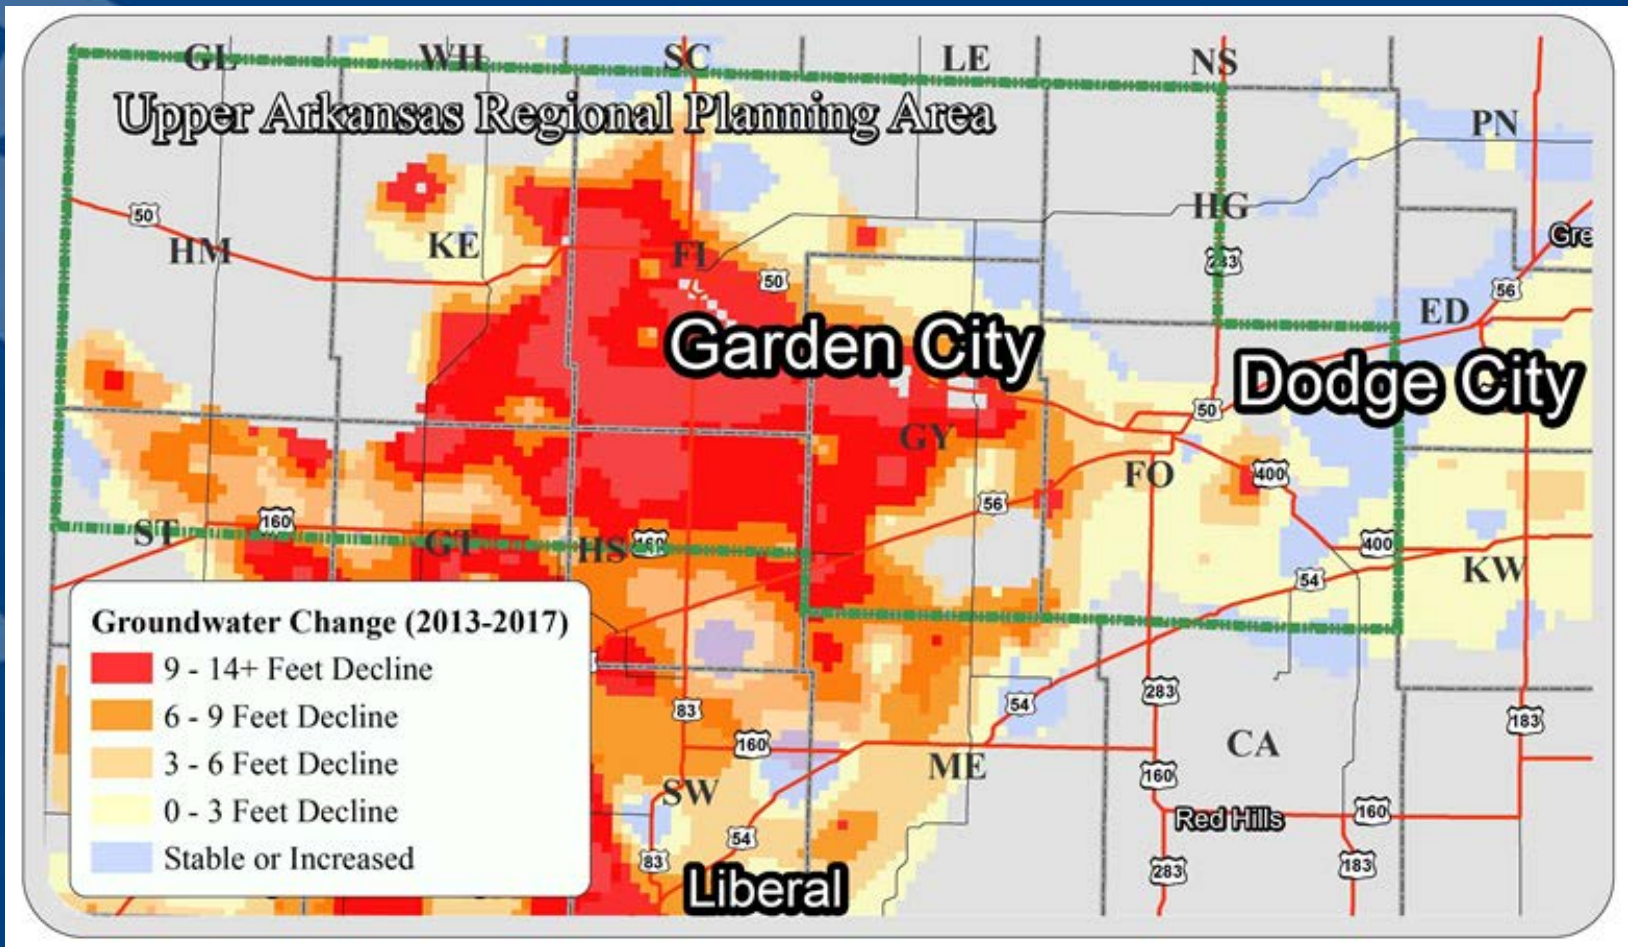 GL WH SC LE NS
Upper Arkansas Regional Planning Area
PN
50 HM KE FI 50 HG
283
Gre
56
ED
Garden City
Dodge City
50
GY
FO
400
56
160
ST GT HS 160
400
KW
54
Groundwater Change (2013-2017)
9 - 14+ Feet Decline
6 - 9 Feet Decline
3 - 6 Feet Decline
0 - 3 Feet Decline
Stable or Increased
83
54
283
183
160
ME
CA
160
SW
Red Hills
160
54
83
283
183
Liberal